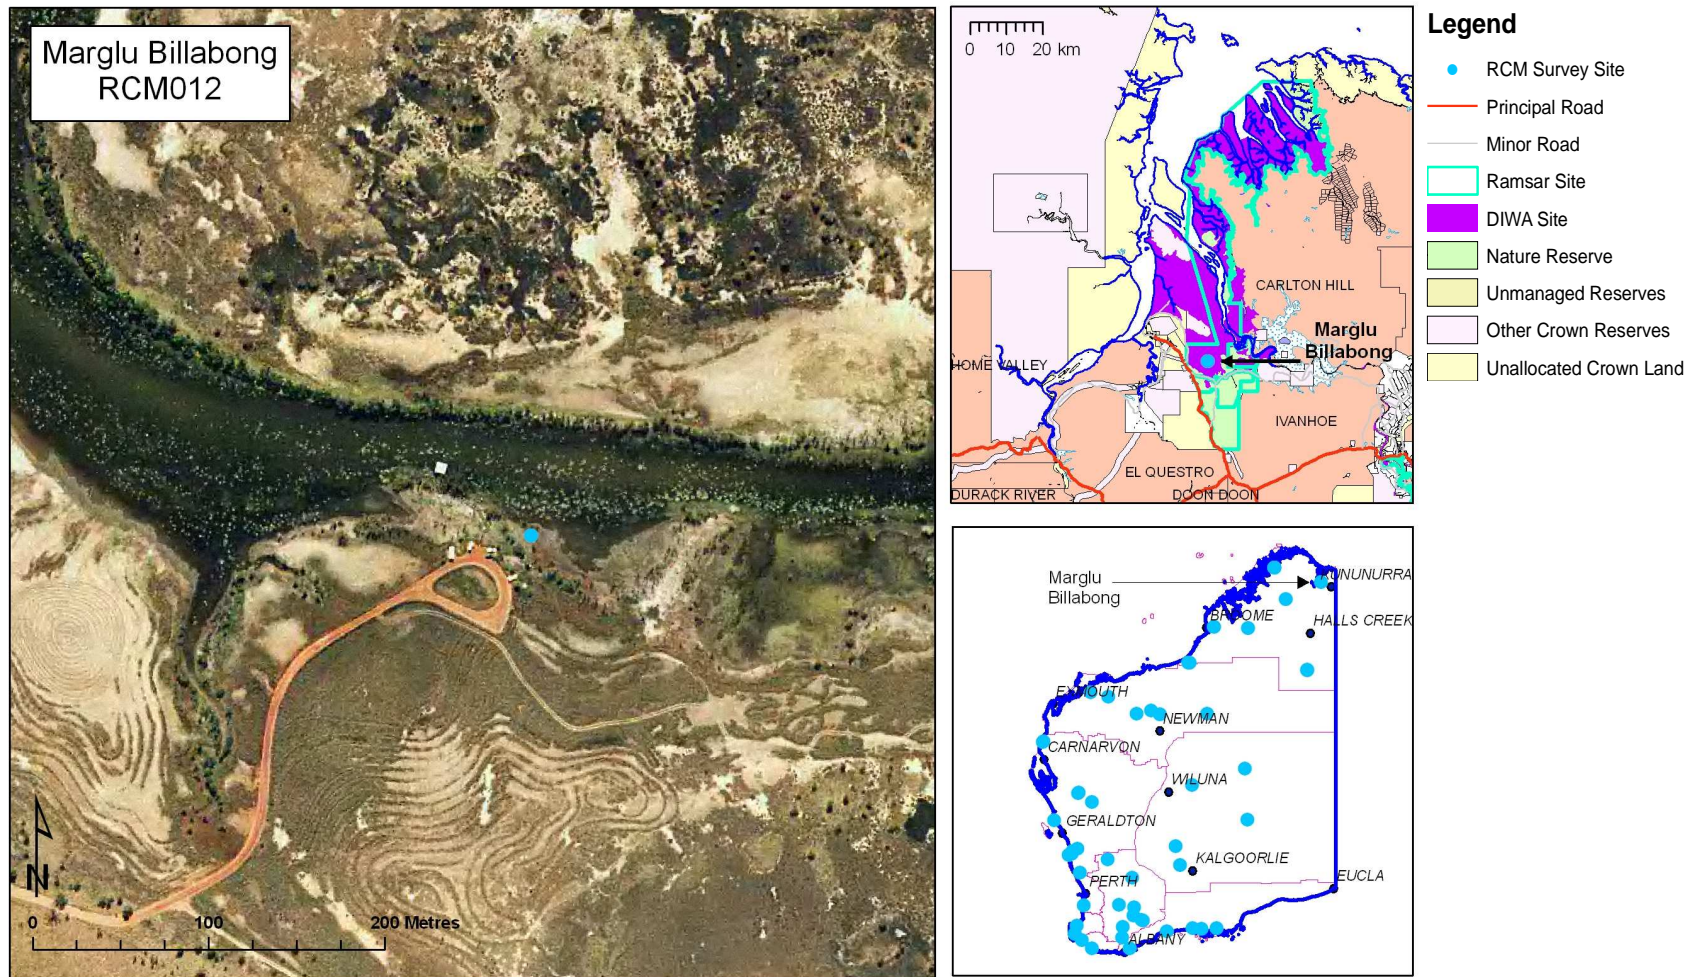 Marglu Billabong
RCM012
N
0 100 200 Metres
0 10 20 km
CARLTON HILL
Marglu
Billabong
HOME VALLEY
IVANHOE
EL QUESTRO
DURACK RIVER
DOON DOON
Legend
RCM Survey Site
Principal Road
Minor Road
Ramsar Site
DIWA Site
Nature Reserve
Unmanaged Reserves
Other Crown Reserves
Unallocated Crown Land
Marglu
Billabong
KUNUNURRA
BROOME
HALLS CREEK
EXMOUTH
NEWMAN
CARNARVON
WILUNA
GERALDTON
KALGOORLIE
PERTH
EUCLA
ALBANY